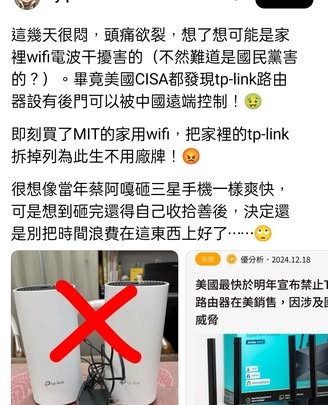 這幾天很悶，頭痛欲裂，想了想可能是家
裡wifi電波干擾害的（不然難道是國民黨害
的？）。畢竟美國CISA都發現tp-link路由
器設有後門可以被中國遠端控制！🤢
即刻買了MIT的家用wifi，把家裡的tp-link
拆掉列為此生不用廠牌！😡
很想像當年蔡阿嘎砸三星手機一樣爽快，
可是想到砸完還得自己收拾善後，決定還
是別把時間浪費在這東西上好了⋯⋯🙄
優分析・2024.12.18
美國最快於明年宣布禁止T
路由器在美銷售，因涉及國
威脅
tp-link
tp-link